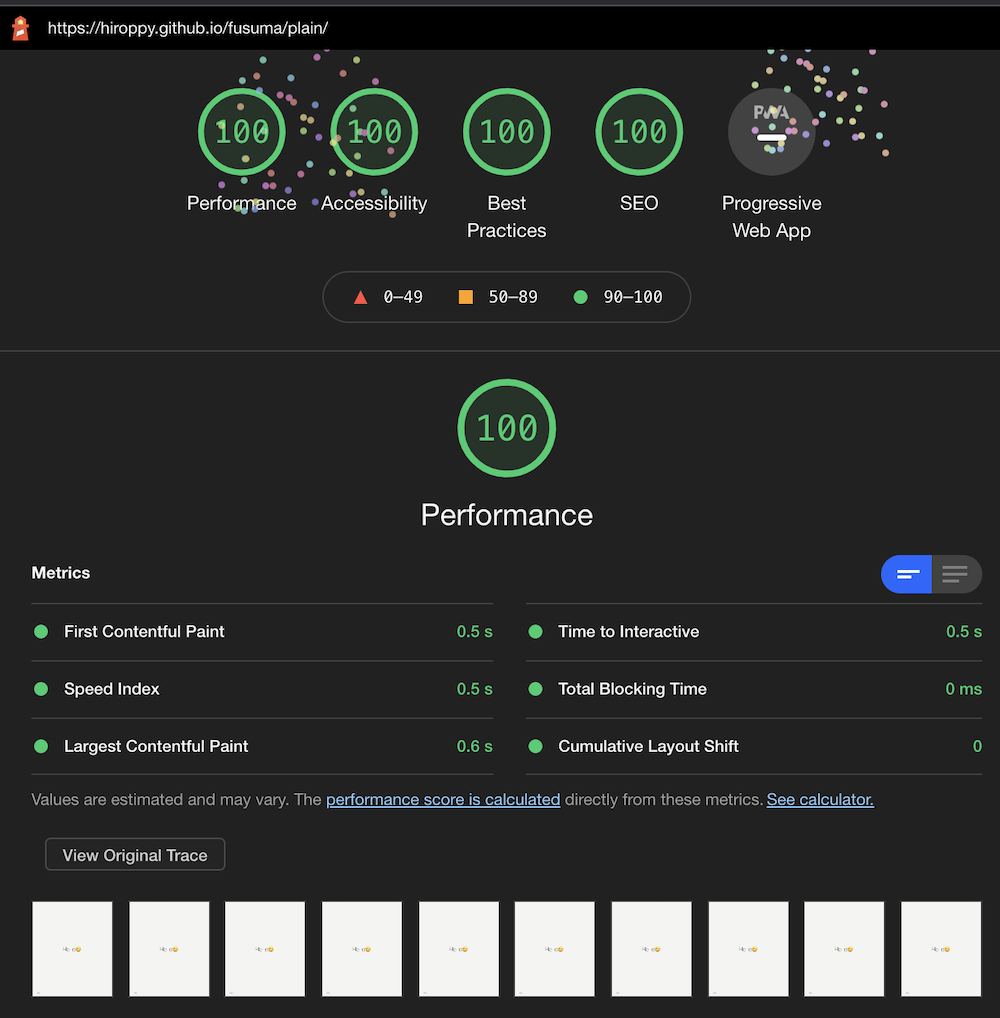 https://hiroppy.github.io/fusuma/plain/
100 100 100 100 PWA
Performance Accessibility Best Practices SEO Progressive Web App
0–49 50–89 90–100
100
Performance
Metrics
First Contentful Paint 0.5 s
Time to Interactive 0.5 s
Speed Index 0.5 s
Total Blocking Time 0 ms
Largest Contentful Paint 0.6 s
Cumulative Layout Shift 0
Values are estimated and may vary. The performance score is calculated directly from these metrics. See calculator.
View Original Trace